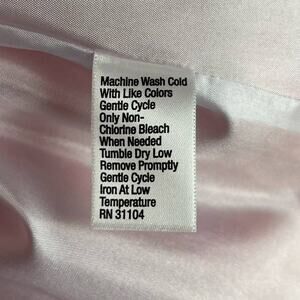 Machine Wash Cold
With Like Colors
Gentle Cycle
Only Non-
Chlorine Bleach
When Needed
Tumble Dry Low
Remove Promptly
Gentle Cycle
Iron At Low
Temperature
RN 31104